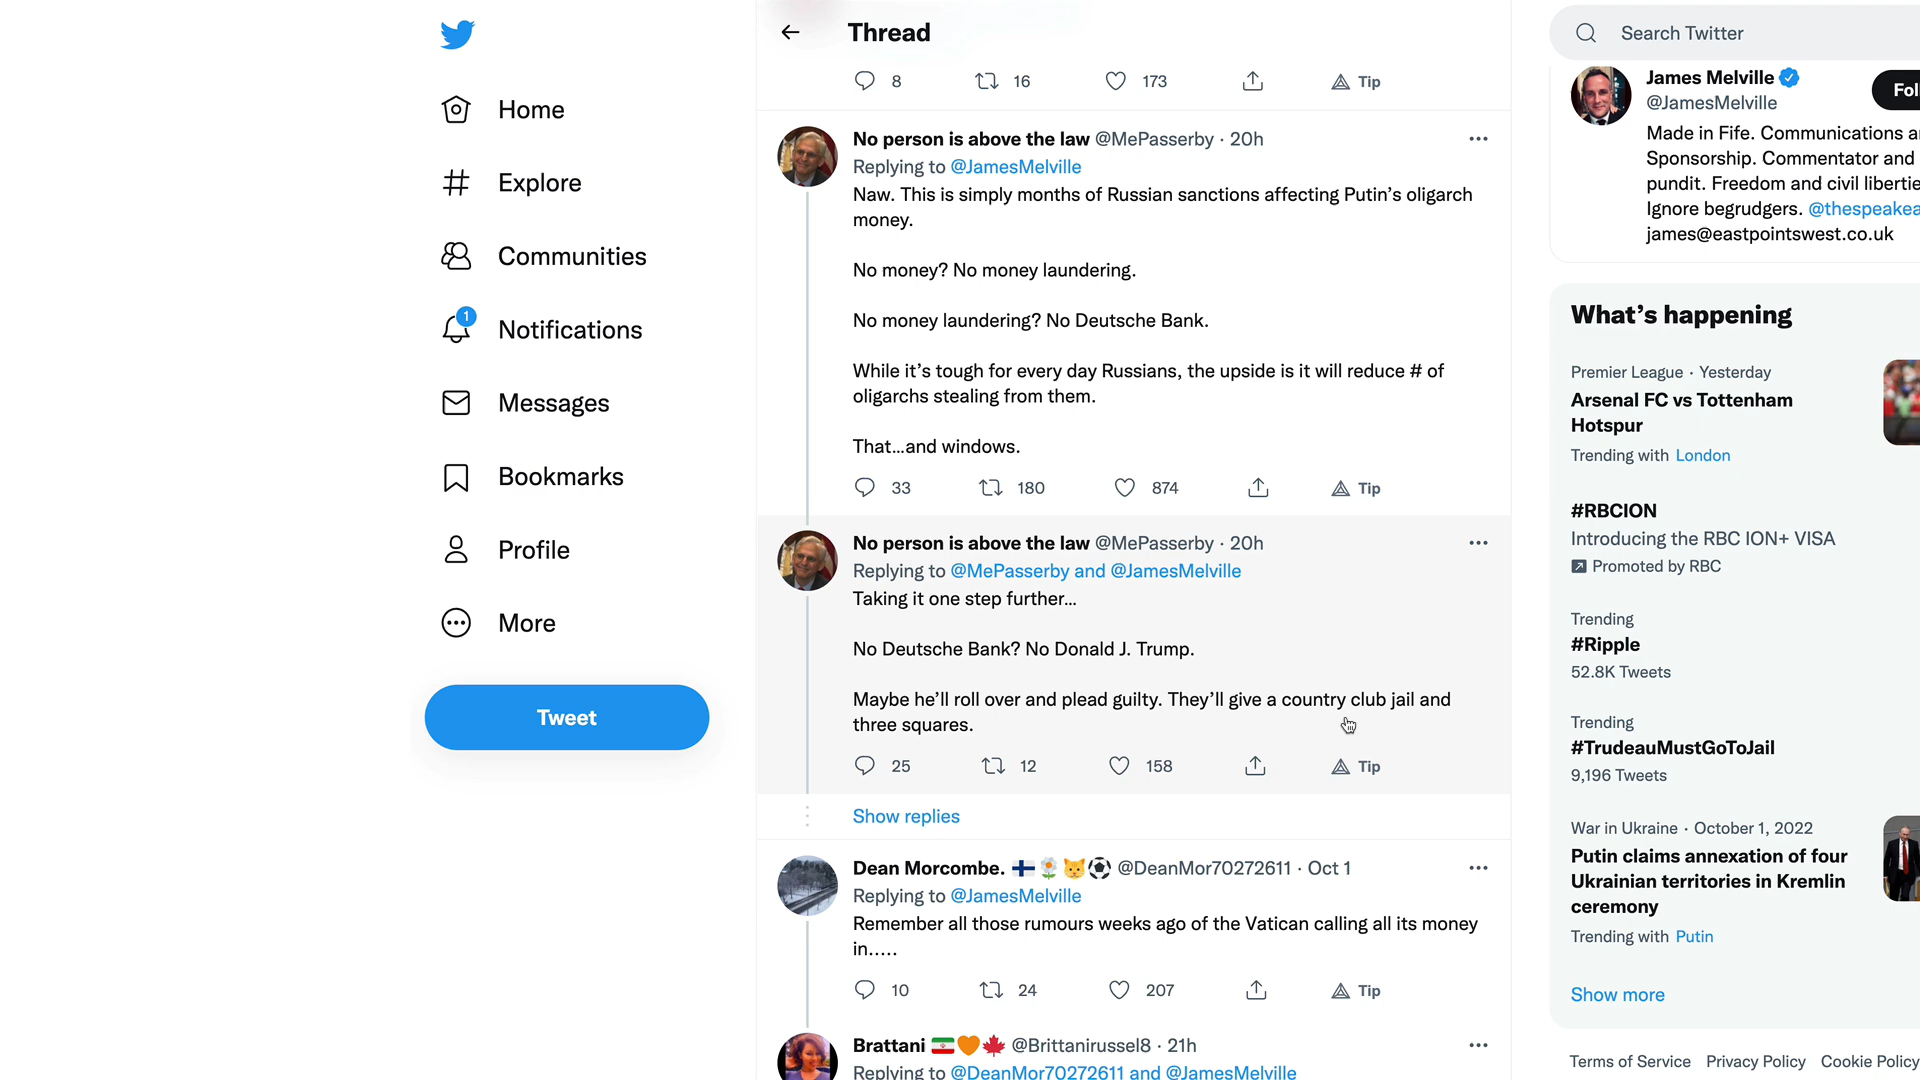 Home
Explore
Communities
1
Notifications
Messages
Bookmarks
Profile
More
Tweet
Thread
8 16 173 Tip
No person is above the law @MePasserby · 20h
Replying to @JamesMelville
Naw. This is simply months of Russian sanctions affecting Putin’s oligarch
money.
No money? No money laundering.
No money laundering? No Deutsche Bank.
While it’s tough for every day Russians, the upside is it will reduce # of
oligarchs stealing from them.
That…and windows.
33 180 874 Tip
No person is above the law @MePasserby · 20h
Replying to @MePasserby and @JamesMelville
Taking it one step further…
No Deutsche Bank? No Donald J. Trump.
Maybe he’ll roll over and plead guilty. They’ll give a country club jail and
three squares.
25 12 158 Tip
Show replies
Dean Morcombe. 🇫🇮🌼🐱⚽ @DeanMor70272611 · Oct 1
Replying to @JamesMelville
Remember all those rumours weeks ago of the Vatican calling all its money
in.....
10 24 207 Tip
Brattani 🇮🇷🧡🍁 @Brittanirussel8 · 21h
Replying to @DeanMor70272611 and @JamesMelville
Search Twitter
James Melville
@JamesMelville
Fol
Made in Fife. Communications a
Sponsorship. Commentator and
pundit. Freedom and civil libertie
Ignore begrudgers. @thespeakea
james@eastpointswest.co.uk
What’s happening
Premier League · Yesterday
Arsenal FC vs Tottenham
Hotspur
Trending with London
#RBCION
Introducing the RBC ION+ VISA
Promoted by RBC
Trending
#Ripple
52.8K Tweets
Trending
#TrudeauMustGoToJail
9,196 Tweets
War in Ukraine · October 1, 2022
Putin claims annexation of four
Ukrainian territories in Kremlin
ceremony
Trending with Putin
Show more
Terms of Service Privacy Policy Cookie Policy